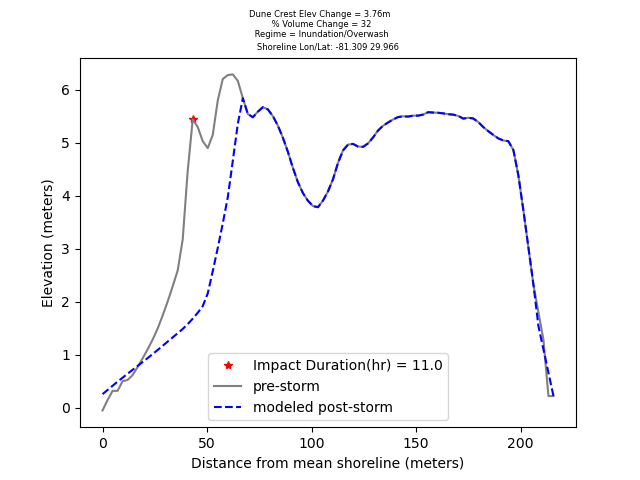 Dune Crest Elev Change = 3.76m
% Volume Change = 32
Regime = Inundation/Overwash
Shoreline Lon/Lat: -81.309 29.966
6
5
4
3
2
1
0
Elevation (meters)
Impact Duration(hr) = 11.0
pre-storm
modeled post-storm
0 50 100 150 200
Distance from mean shoreline (meters)